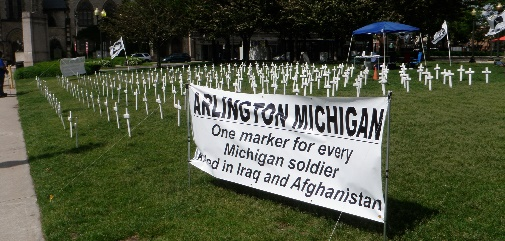 ARLINGTON MICHIGAN
One marker for every
Michigan soldier
killed in Iraq and Afghanistan